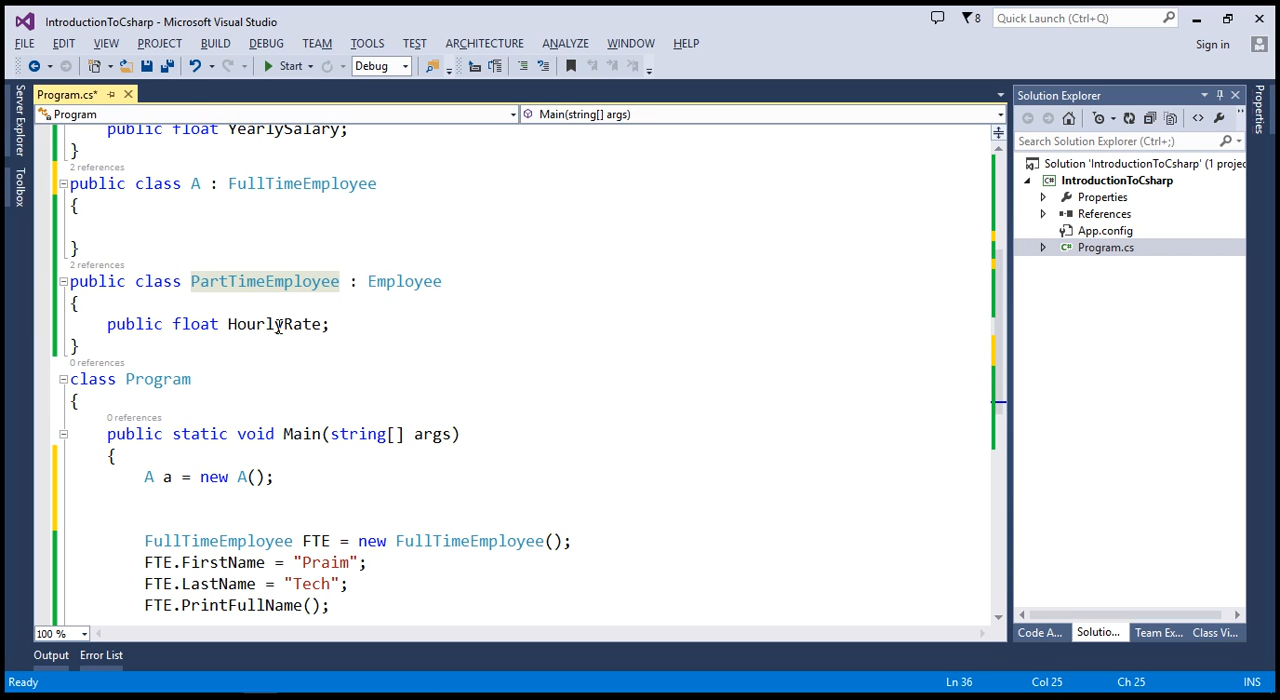 IntroductionToCsharp - Microsoft Visual Studio
8
Quick Launch (Ctrl+Q)
FILE EDIT VIEW PROJECT BUILD DEBUG TEAM TOOLS TEST ARCHITECTURE ANALYZE WINDOW HELP
Sign in
Start Debug
Server Explorer
Toolbox
Program.cs*
Program
Main(string[] args)
public float YearlySalary;
}
2 references
public class A : FullTimeEmployee
{
}
2 references
public class PartTimeEmployee : Employee
{
public float HourlyRate;
}
0 references
class Program
{
0 references
public static void Main(string[] args)
{
A a = new A();
FullTimeEmployee FTE = new FullTimeEmployee();
FTE.FirstName = "Praim";
FTE.LastName = "Tech";
FTE.PrintFullName();
100 %
Solution Explorer
Search Solution Explorer (Ctrl+;)
Solution 'IntroductionToCsharp' (1 projec
C# IntroductionToCsharp
Properties
References
App.config
C# Program.cs
Code A... Solutio... Team Ex... Class Vi...
Properties
Output Error List
Ready
Ln 36 Col 25 Ch 25 INS